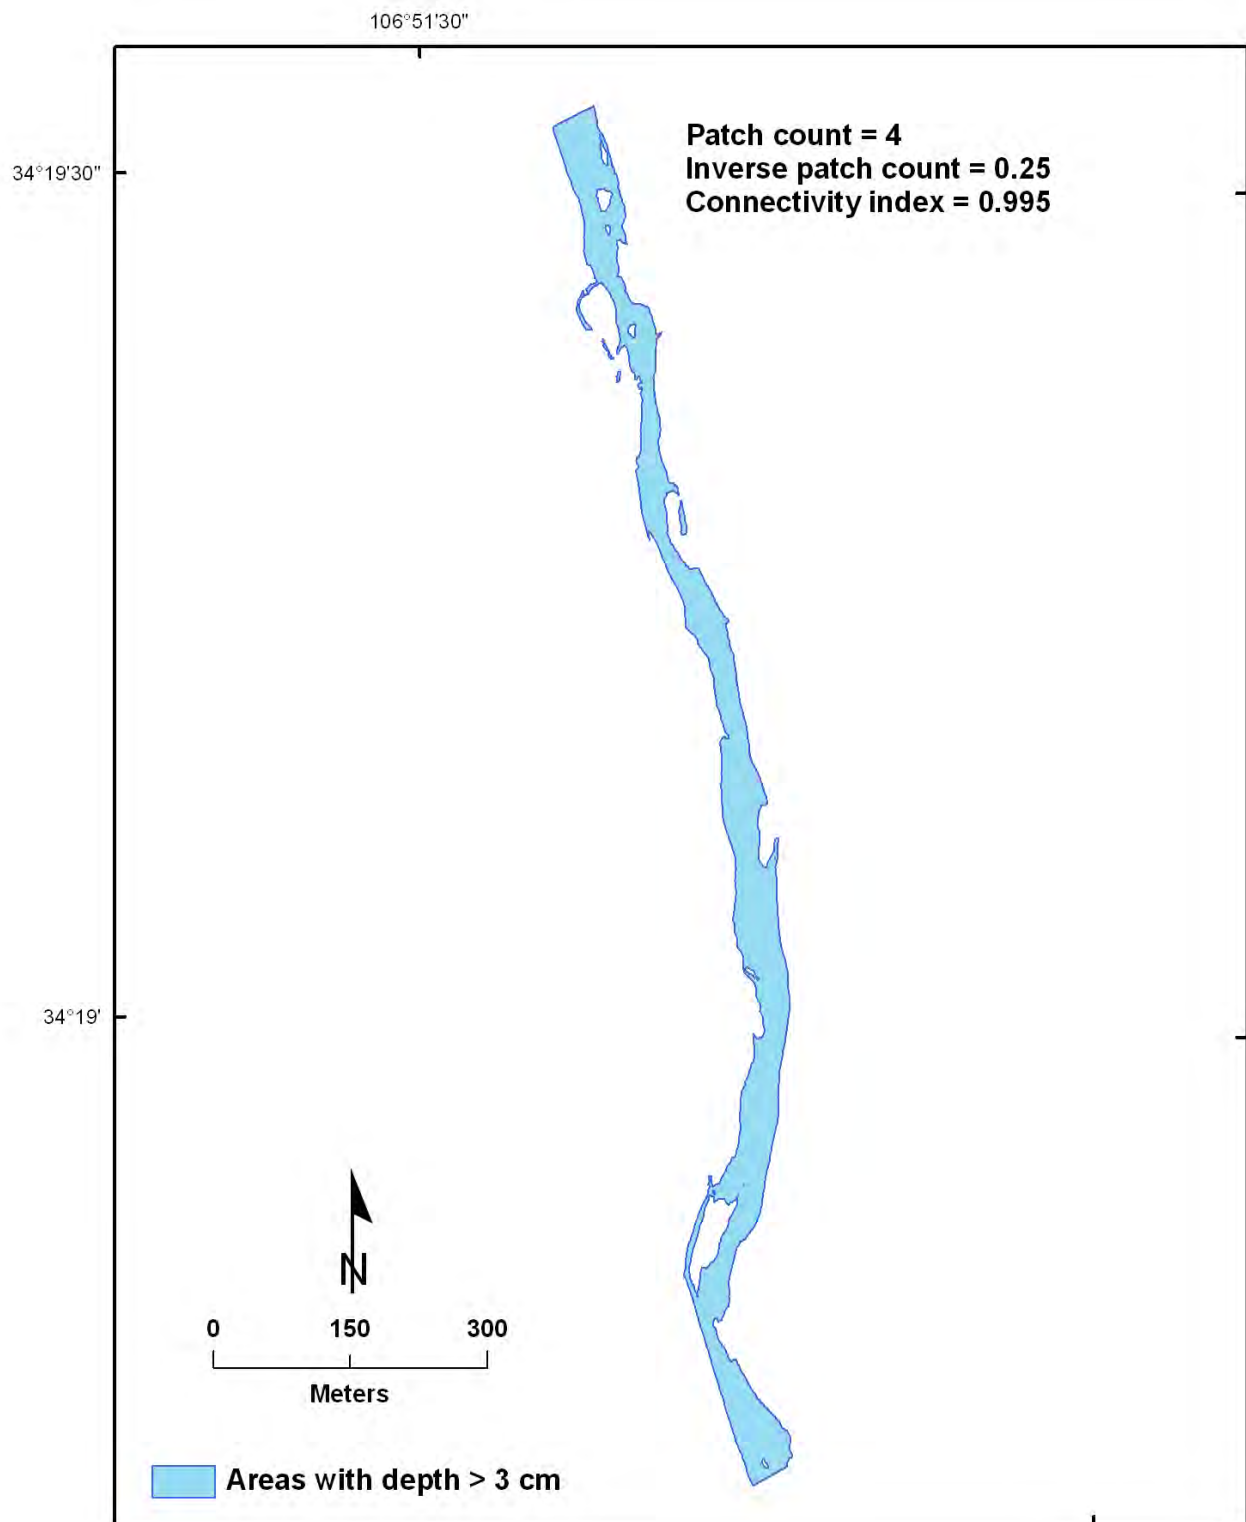 106°51'30"
34°19'30"
Patch count = 4
Inverse patch count = 0.25
Connectivity index = 0.995
34°19'
N
0 150 300
Meters
Areas with depth > 3 cm